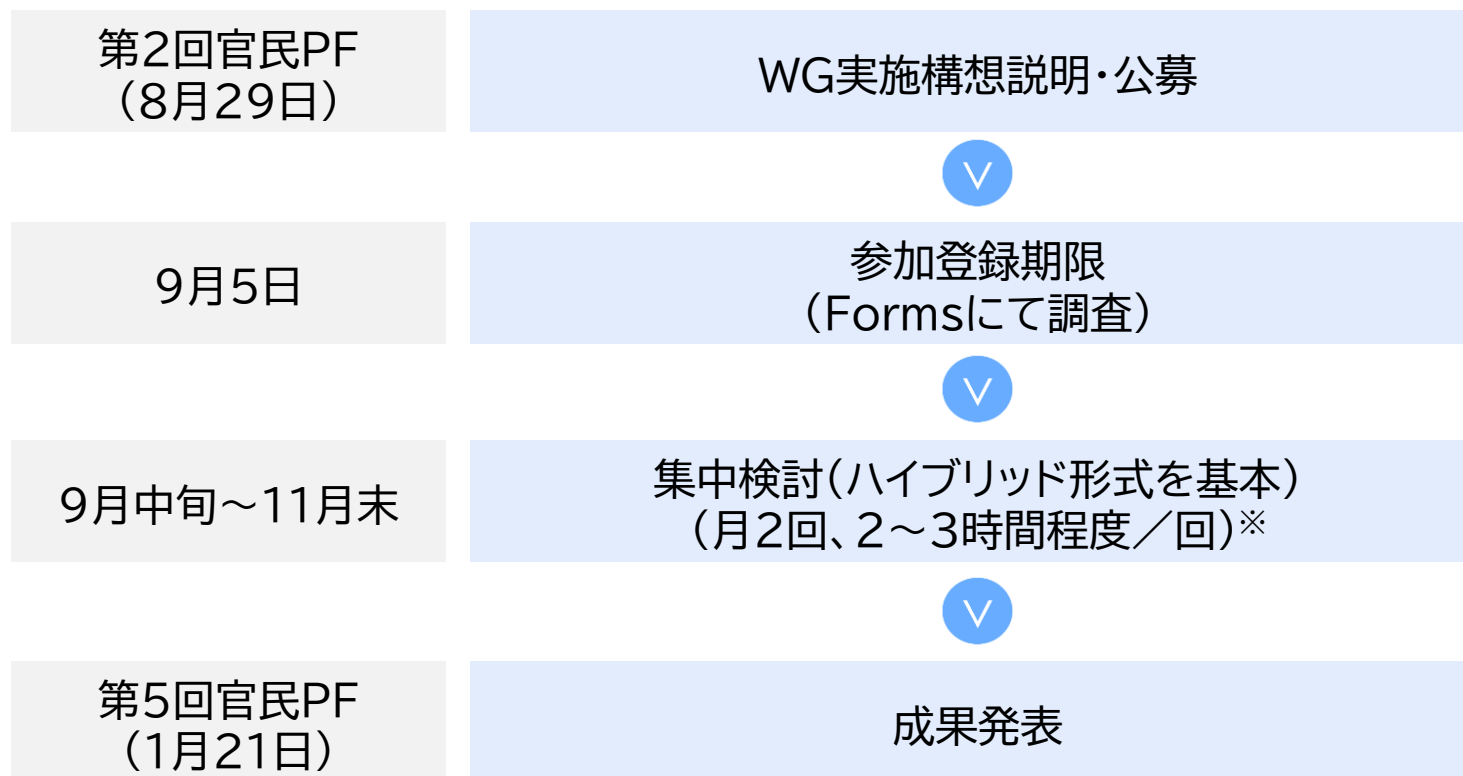 第2回官民PF
（8月29日）
WG実施構想説明・公募
∨
9月5日
参加登録期限
（Formsにて調査）
∨
9月中旬～11月末
集中検討（ハイブリッド形式を基本）
（月2回、2～3時間程度／回）※
∨
第5回官民PF
（1月21日）
成果発表